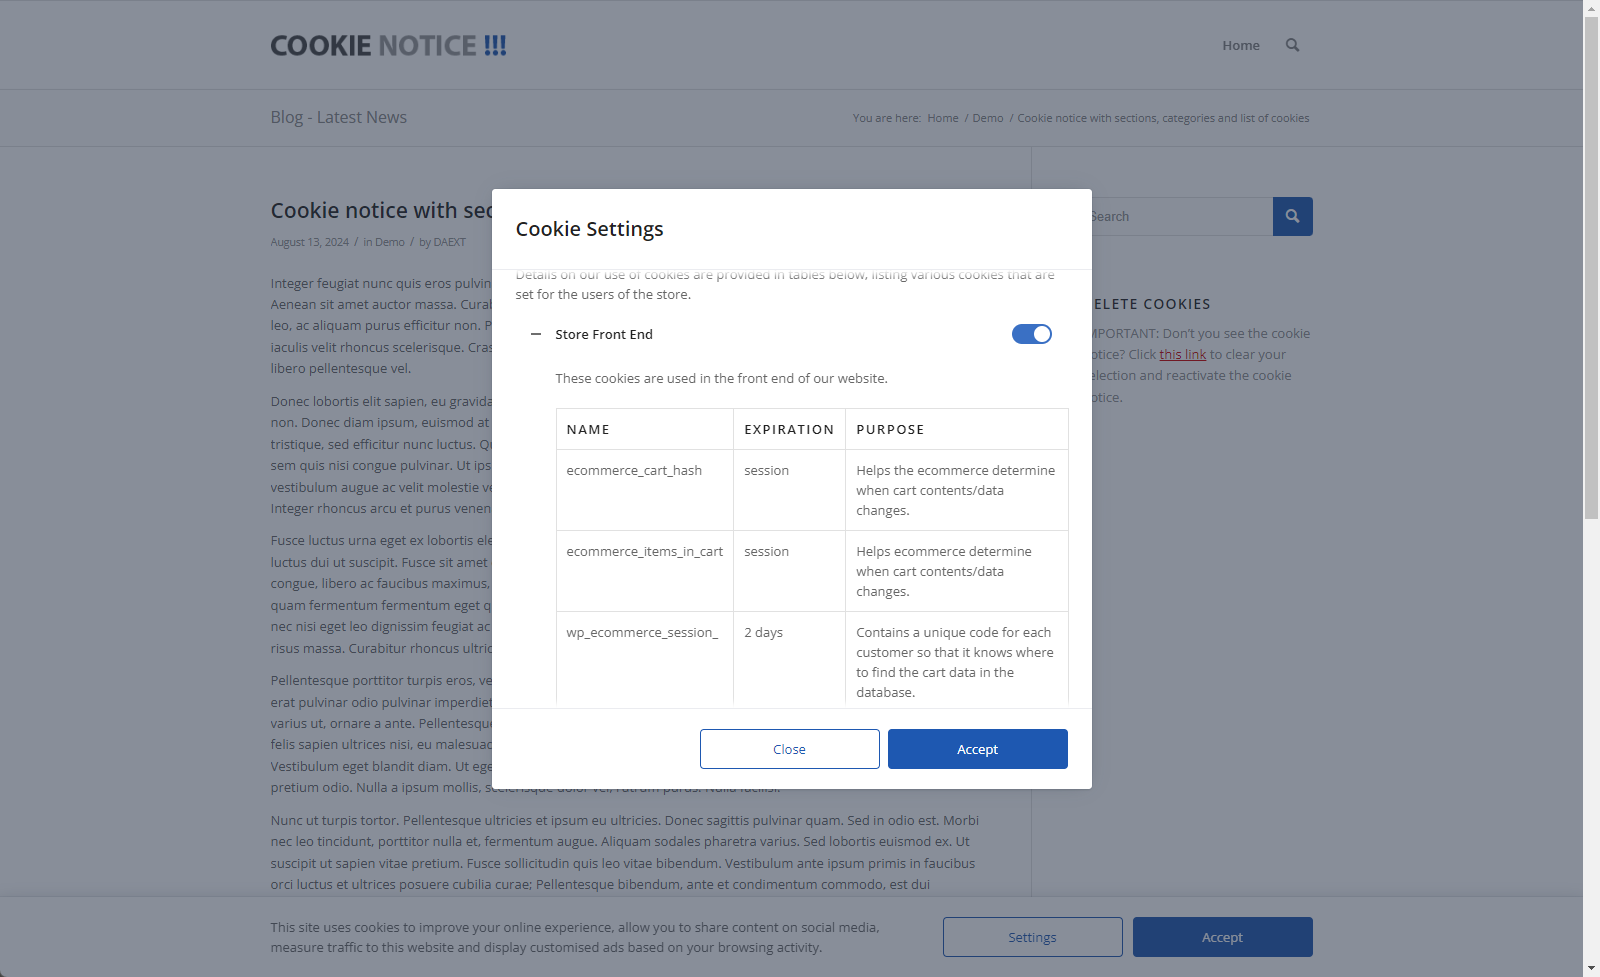 COOKIE NOTICE !!!
Home
Blog - Latest News
You are here: Home / Demo / Cookie notice with sections, categories and list of cookies
Cookie notice with sec
August 13, 2024 / in Demo / by DAEXT
Integer feugiat nunc quis eros pulvin
Aenean sit amet auctor massa. Curab
leo, ac aliquam purus efficitur non. P
iaculis velit rhoncus scelerisque. Cras
libero pellentesque vel.
Donec lobortis elit sapien, eu gravida
non. Donec diam ipsum, euismod at
tristique, sed efficitur nunc luctus. Qu
sem quis nisi congue pulvinar. Ut ips
vestibulum augue ac velit molestie ve
Integer rhoncus arcu et purus venen
Fusce luctus urna eget ex lobortis ele
luctus dui ut suscipit. Fusce sit amet
congue, libero ac faucibus maximus,
quam fermentum fermentum eget q
nec nisi eget leo dignissim feugiat ac
risus massa. Curabitur rhoncus ultric
Pellentesque porttitor turpis eros, ve
erat pulvinar odio pulvinar imperdiet
varius ut, ornare a ante. Pellentesque
felis sapien ultrices nisi, eu malesuad
Vestibulum eget blandit diam. Ut ege
pretium odio. Nulla a ipsum mollis, scelerisque dolor vel, rutrum purus. Nulla facilisi.
Nunc ut turpis tortor. Pellentesque ultricies et ipsum eu ultricies. Donec sagittis pulvinar quam. Sed in odio est. Morbi
nec leo tincidunt, porttitor nulla et, fermentum augue. Aliquam sodales pharetra varius. Sed lobortis euismod ex. Ut
suscipit ut sapien vitae pretium. Fusce sollicitudin quis leo vitae bibendum. Vestibulum ante ipsum primis in faucibus
orci luctus et ultrices posuere cubilia curae; Pellentesque bibendum, ante et condimentum commodo, est dui
Cookie Settings
Details on our use of cookies are provided in tables below, listing various cookies that are
set for the users of the store.
Store Front End
These cookies are used in the front end of our website.
NAME EXPIRATION PURPOSE
ecommerce_cart_hash session Helps the ecommerce determine
when cart contents/data
changes.
ecommerce_items_in_cart session Helps ecommerce determine
when cart contents/data
changes.
wp_ecommerce_session_ 2 days Contains a unique code for each
customer so that it knows where
to find the cart data in the
database.
Close
Accept
Search
ELETE COOKIES
MPORTANT: Don't you see the cookie
otice? Click this link to clear your
election and reactivate the cookie
otice.
This site uses cookies to improve your online experience, allow you to share content on social media,
measure traffic to this website and display customised ads based on your browsing activity.
Settings
Accept